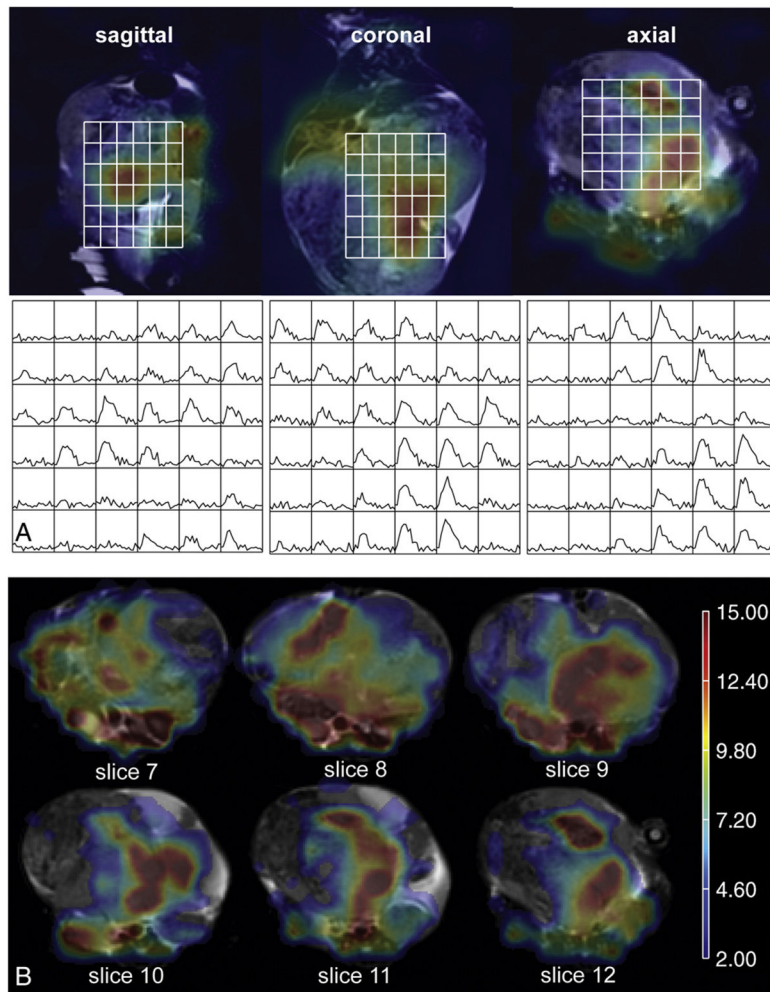 sagittal
coronal
axial
A
slice 7
slice 8
slice 9
slice 10
slice 11
slice 12
B
15.00
12.40
9.80
7.20
4.60
2.00